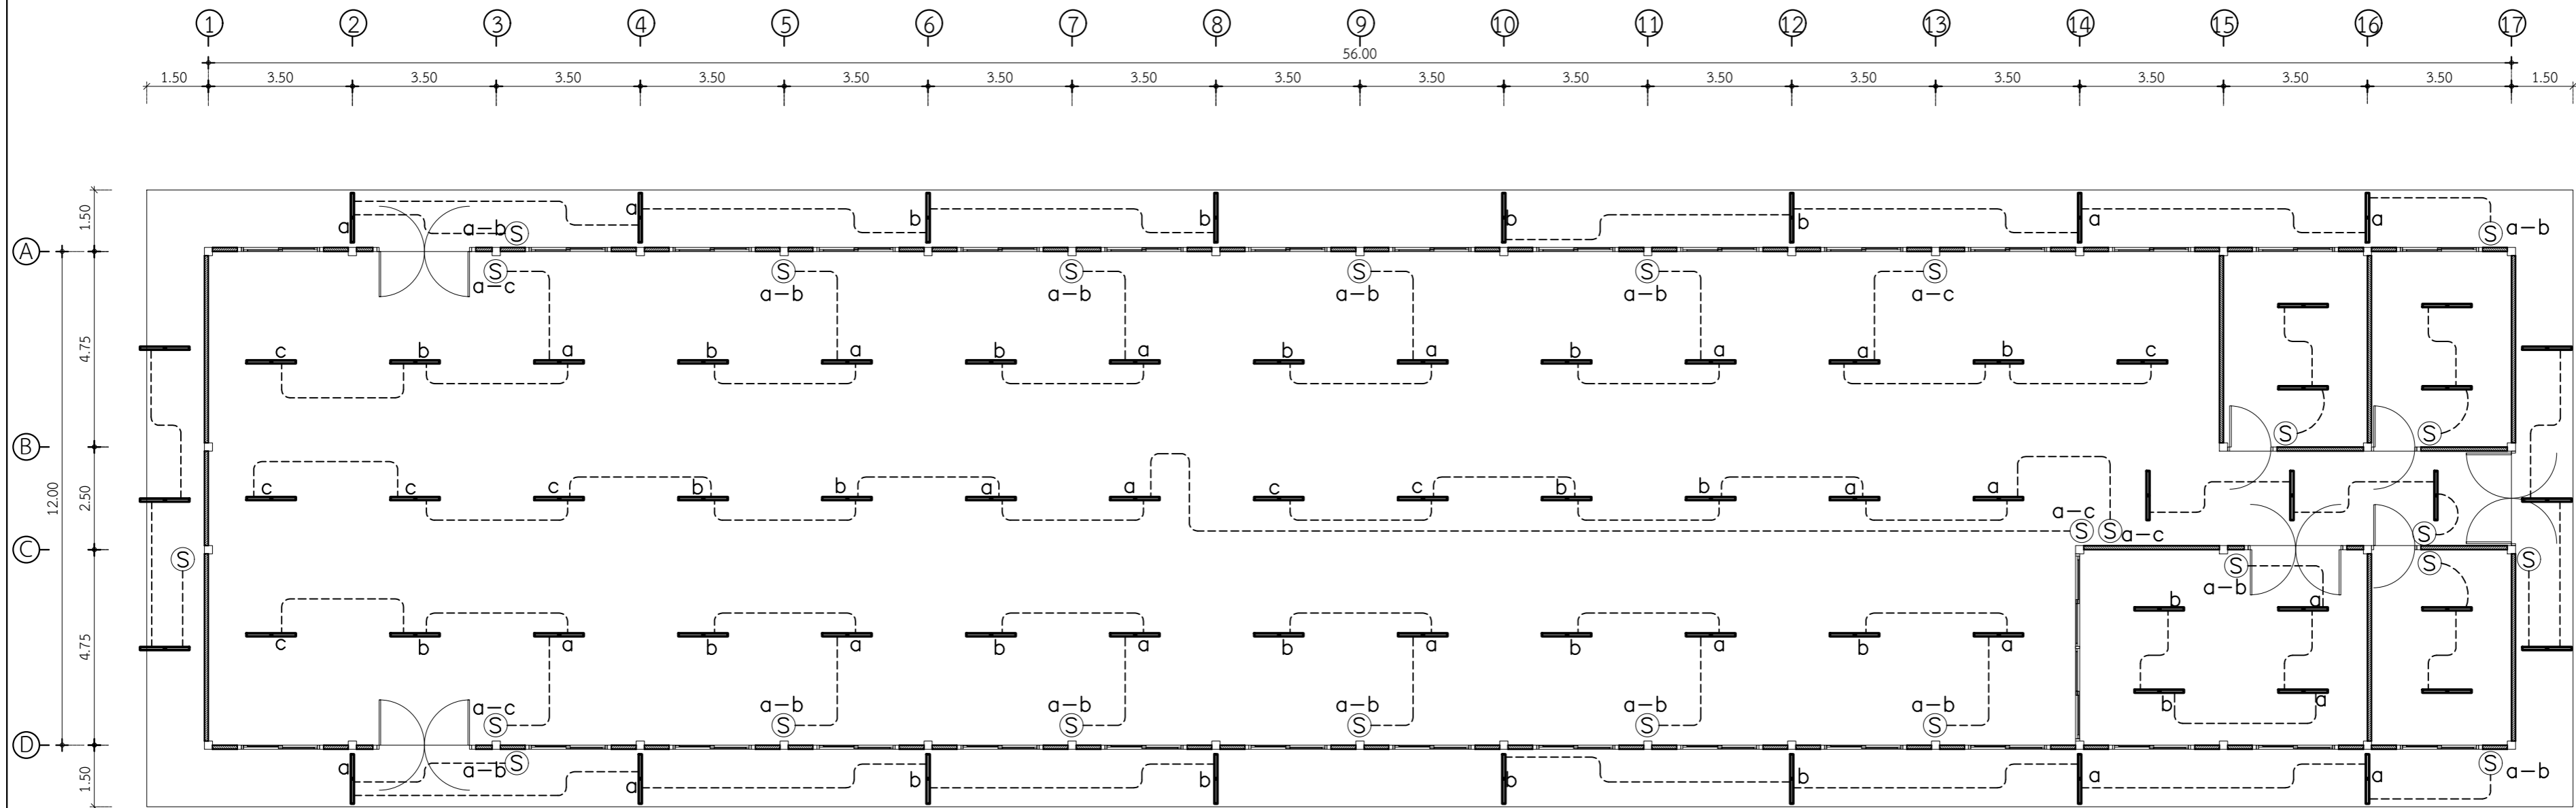 1 2 3 4 5 6 7 8 9 10 11 12 13 14 15 16 17
56.00
1.50 3.50 3.50 3.50 3.50 3.50 3.50 3.50 3.50 3.50 3.50 3.50 3.50 3.50 3.50 3.50 3.50 1.50
1.50
a a b b b b a a
a-b S S a-b
A
S S S S S S
a-c a-b a-b a-b a-b a-c
4.75
c b a b a b a b a b a a b c
B
S S
12.00
2.50
c c c b b a a c c b b a a
a-c
S S a-c S
C
S S S S
a-b
b a
4.75
c b a b a b a b a b a b a
b a
a-c a-b a-b a-b a-b a-b
S S S S S S
D
a-b S S a-b
a a b b b b a a
1.50